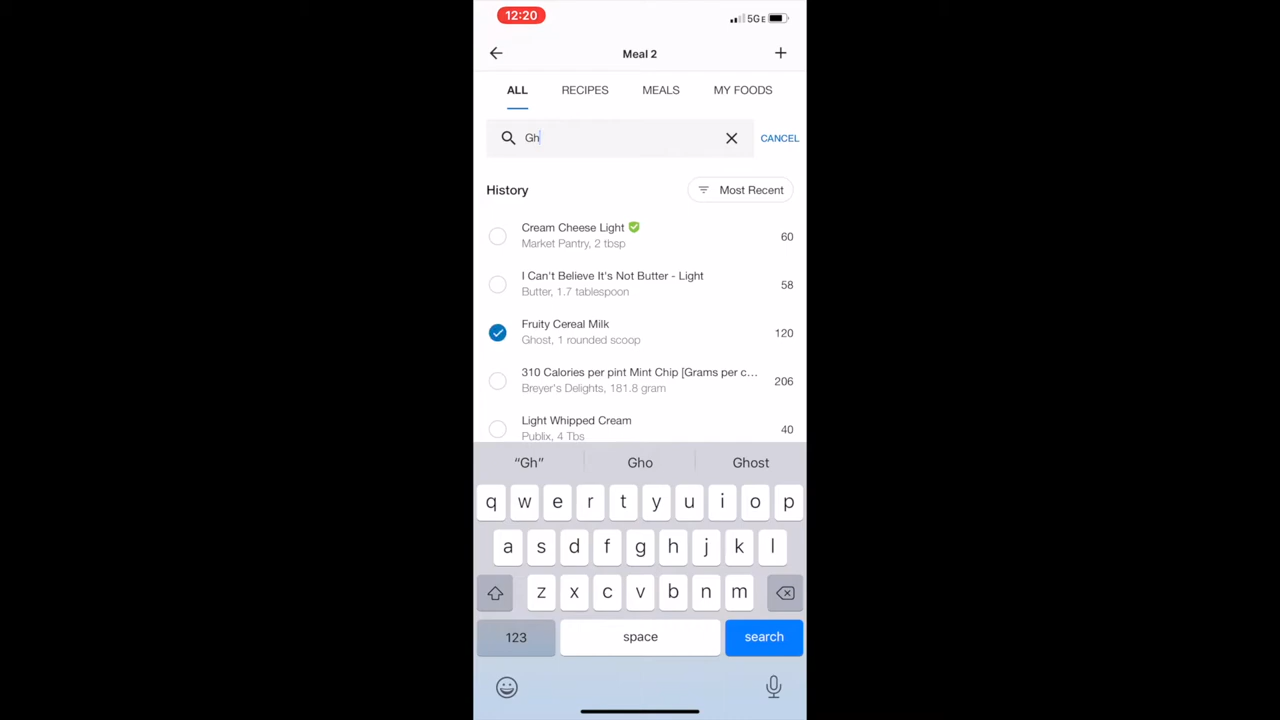 12:20
5GE
Meal 2
+
ALL RECIPES MEALS MY FOODS
Gh
CANCEL
History
Most Recent
Cream Cheese Light
Market Pantry, 2 tbsp
60
I Can't Believe It's Not Butter - Light
Butter, 1.7 tablespoon
58
Fruity Cereal Milk
Ghost, 1 rounded scoop
120
310 Calories per pint Mint Chip [Grams per c...
Breyer's Delights, 181.8 gram
206
Light Whipped Cream
Publix, 4 Tbs
40
“Gh” Gho Ghost
q w e r t y u i o p
a s d f g h j k l
z x c v b n m
123 space search